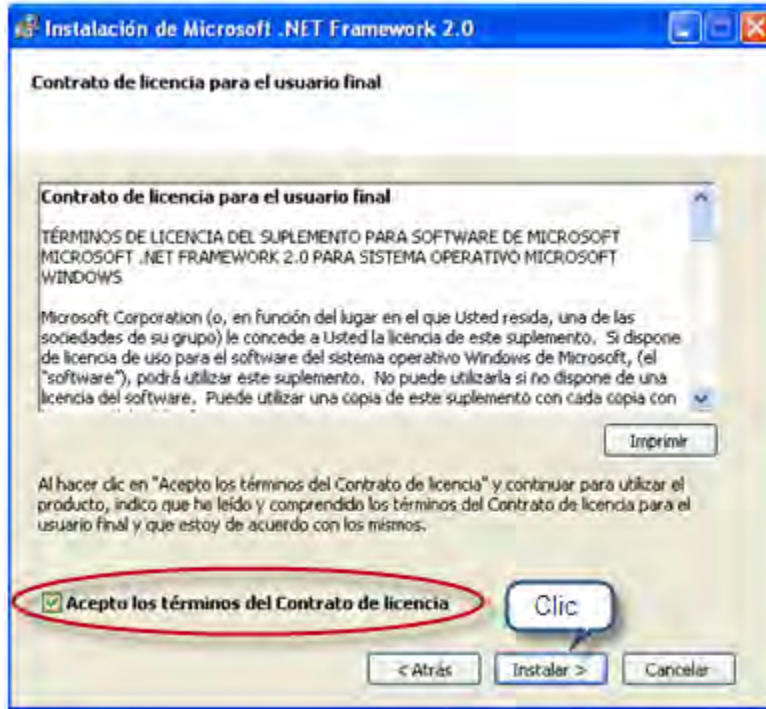 Instalación de Microsoft .NET Framework 2.0
Contrato de licencia para el usuario final
Contrato de licencia para el usuario final
TÉRMINOS DE LICENCIA DEL SUPLEMENTO PARA SOFTWARE DE MICROSOFT
MICROSOFT .NET FRAMEWORK 2.0 PARA SISTEMA OPERATIVO MICROSOFT
WINDOWS
Microsoft Corporation (o, en función del lugar en el que Usted resida, una de las
sociedades de su grupo) le concede a Usted la licencia de este suplemento. Si dispone
de licencia de uso para el software del sistema operativo Windows de Microsoft, (el
"software"), podrá utilizar este suplemento. No puede utilizarla si no dispone de una
licencia del software. Puede utilizar una copia de este suplemento con cada copia con
Imprimir
Al hacer clic en "Acepto los términos del Contrato de licencia" y continuar para utilizar el
producto, indico que he leído y comprendido los términos del Contrato de licencia para el
usuario final y que estoy de acuerdo con los mismos.
Acepto los términos del Contrato de licencia
Clic
< Atrás
Instalar >
Cancelar